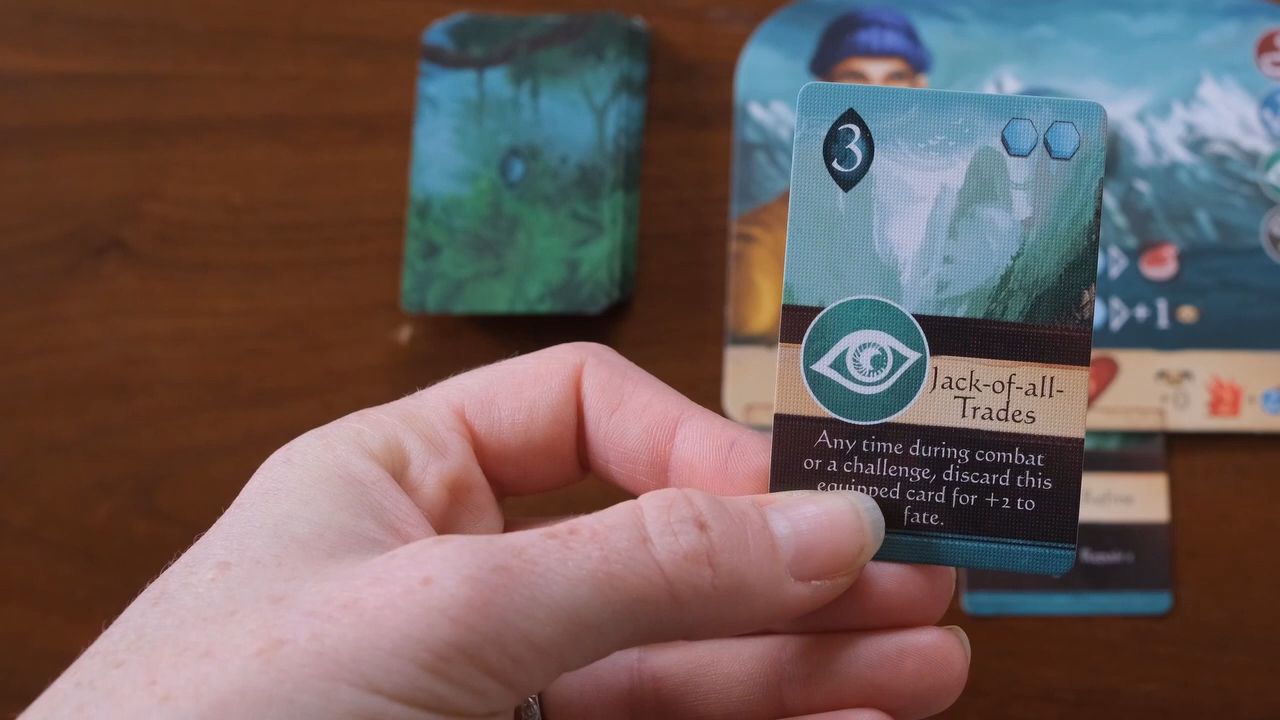 3
Jack-of-all-
Trades
Any time during combat
or a challenge, discard this
equipped card for +2 to
fate.
+1